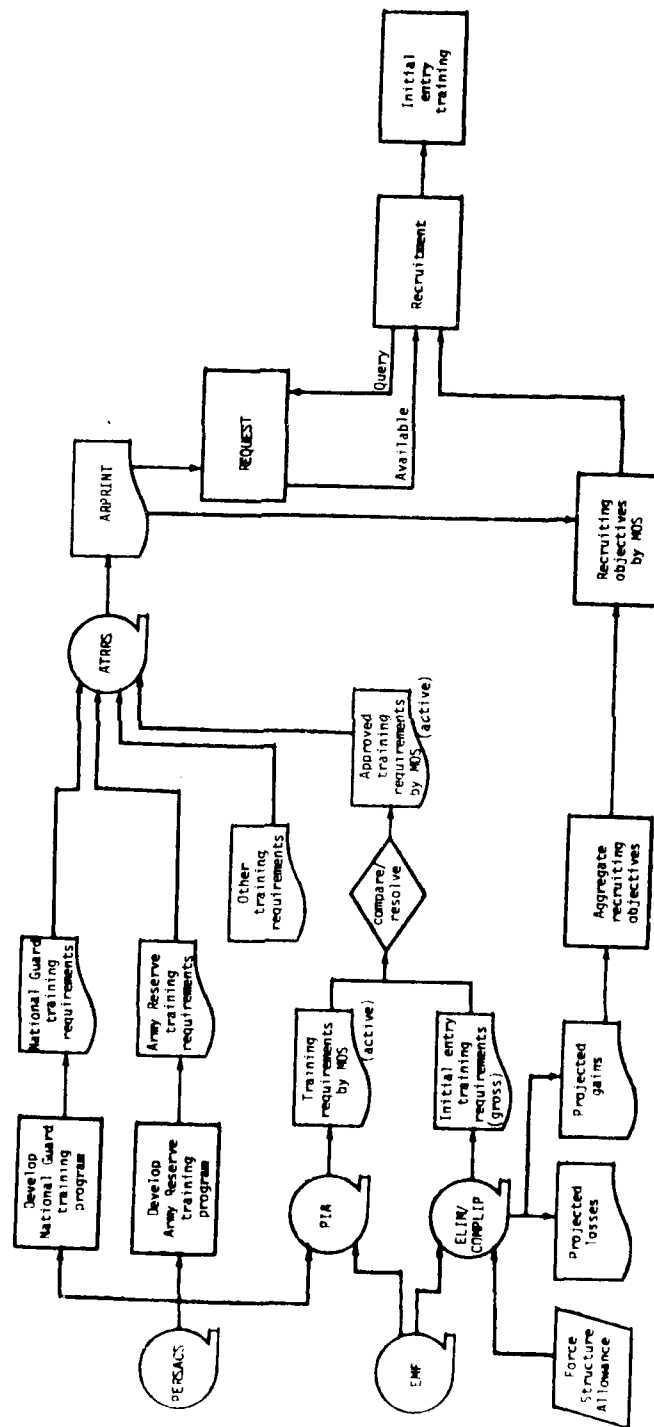 PERSACS
Develop
National Guard
training
program
National Guard
training
requirements
Develop
Army Reserve
training
program
Army Reserve
training
requirements
Other
training
requirements
ATRRS
ARPRINT
REQUEST
Query
Available
Recruitment
Initial
entry
training
EMF
PIA
Training
requirements
by MOS
(active)
compare/
resolve
Approved
training
requirements
by MOS (active)
Force
Structure
Allowance
ELIM/
COMPLIP
Initial entry
training
requirements
(gross)
Projected
losses
Projected
gains
Aggregate
recruiting
objectives
Recruiting
objectives
by MOS